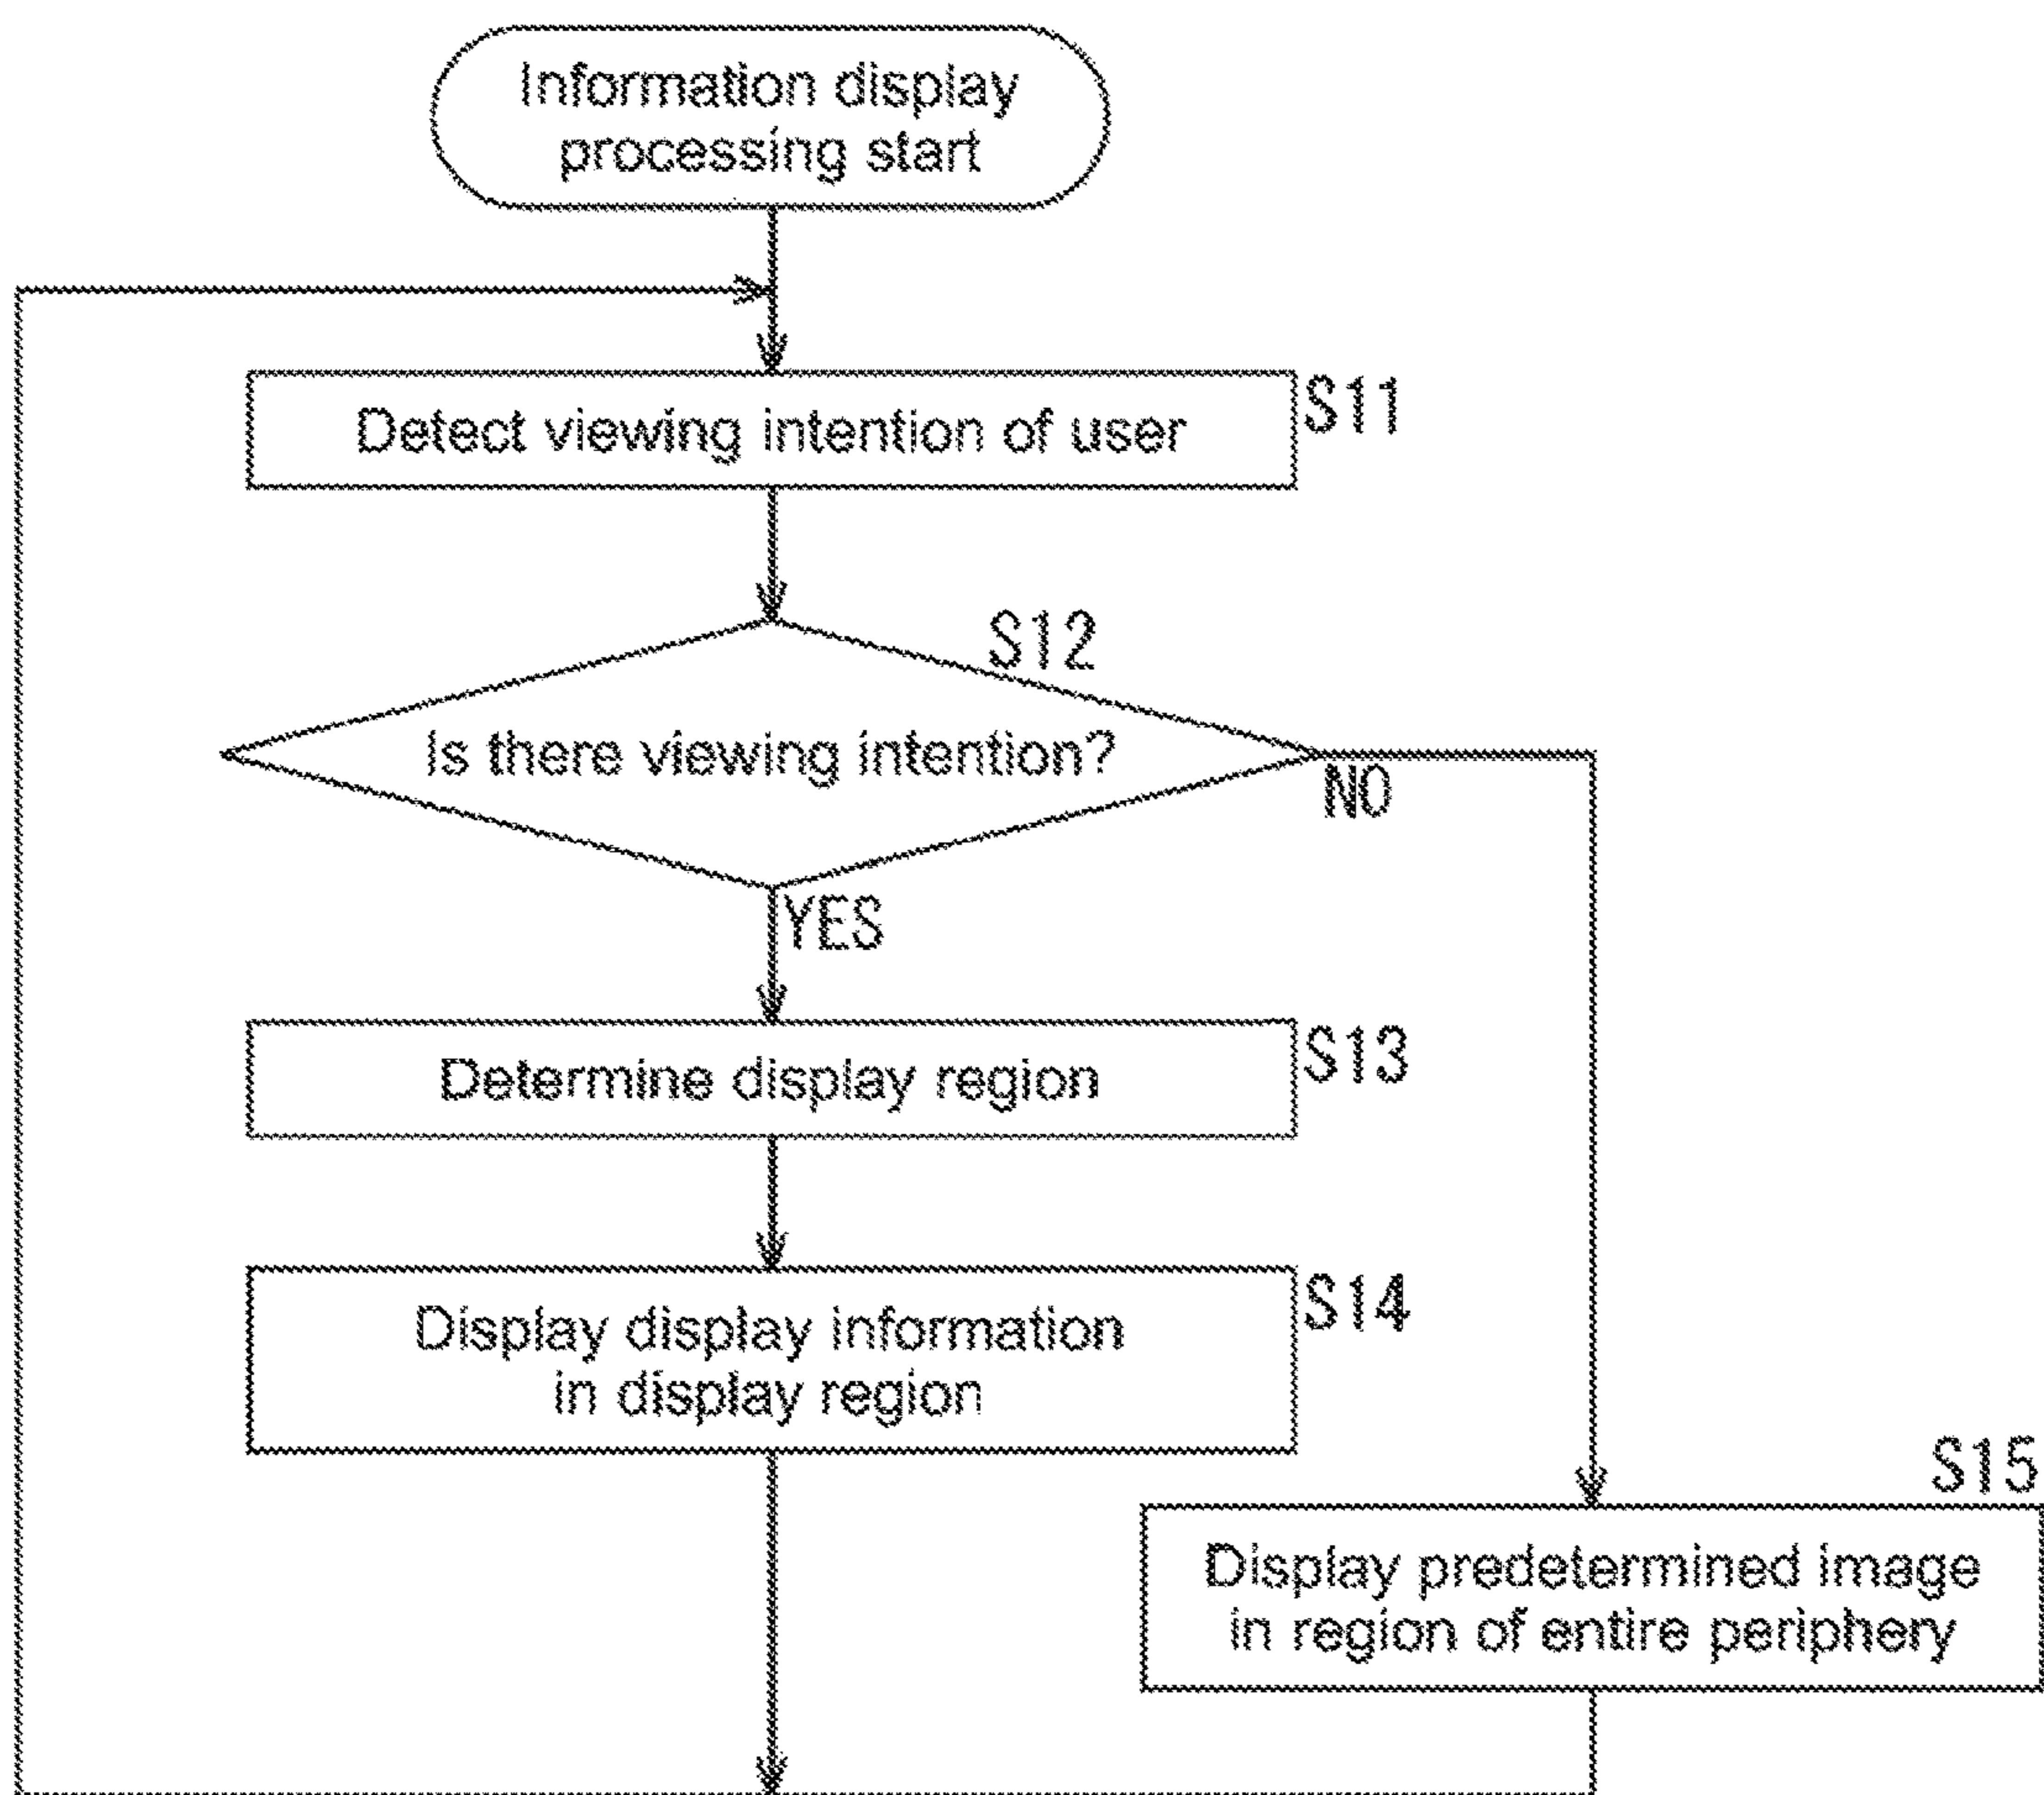 Information display
processing start
Detect viewing intention of user
S11
S12
Is there viewing intention?
NO
YES
Determine display region
S13
Display display information
in display region
S14
S15
Display predetermined image
in region of entire periphery